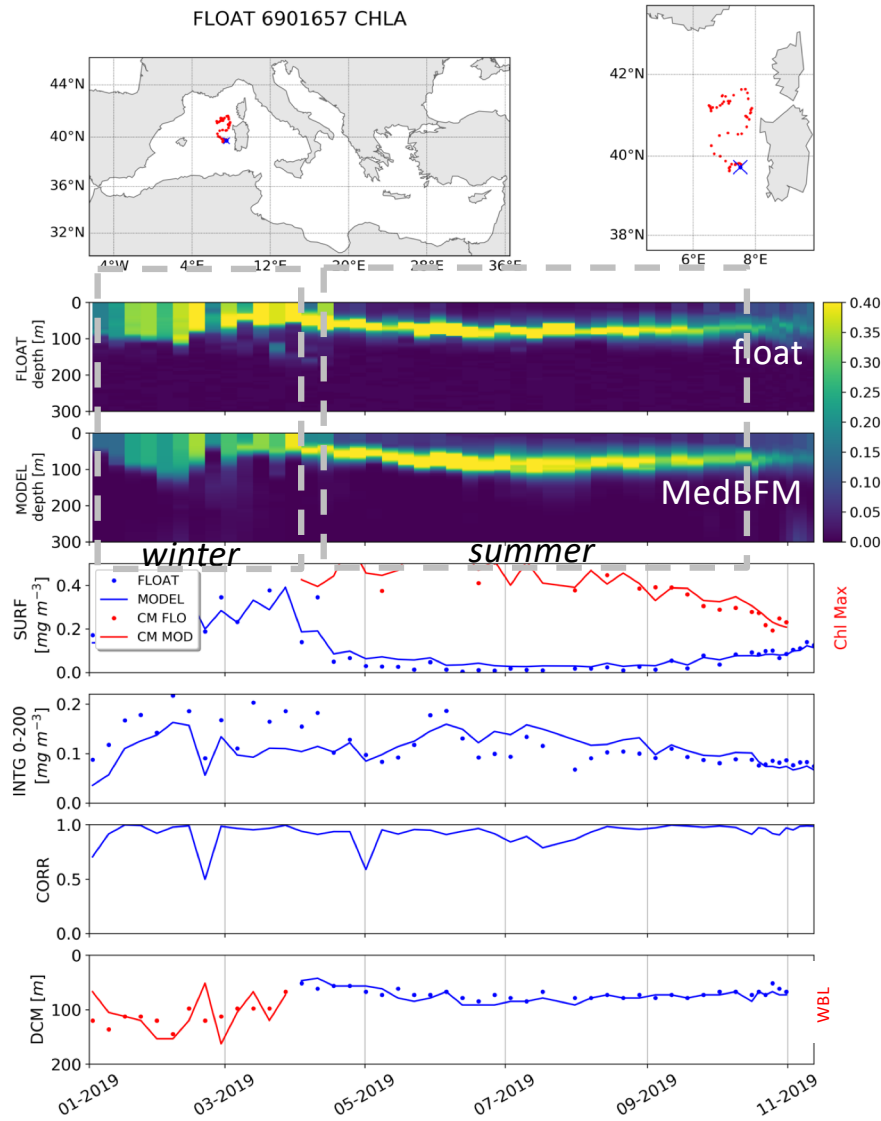 FLOAT 6901657 CHLA
44°N
40°N
36°N
32°N
4°W 4°E 12°E 20°E 28°E 36°E
42°N
40°N
38°N
6°E 8°E
FLOAT
depth [m]
0
100
200
300
float
MODEL
depth [m]
0
100
200
300
MedBFM
0.40
0.35
0.30
0.25
0.20
0.15
0.10
0.05
0.00
winter
summer
SURF
[mg m⁻³]
0.4
0.2
0.0
FLOAT
MODEL
CM FLO
CM MOD
Chl Max
INTG 0-200
[mg m⁻³]
0.2
0.1
0.0
CORR
1.0
0.5
0.0
DCM [m]
0
100
200
WBL
01-2019 03-2019 05-2019 07-2019 09-2019 11-2019